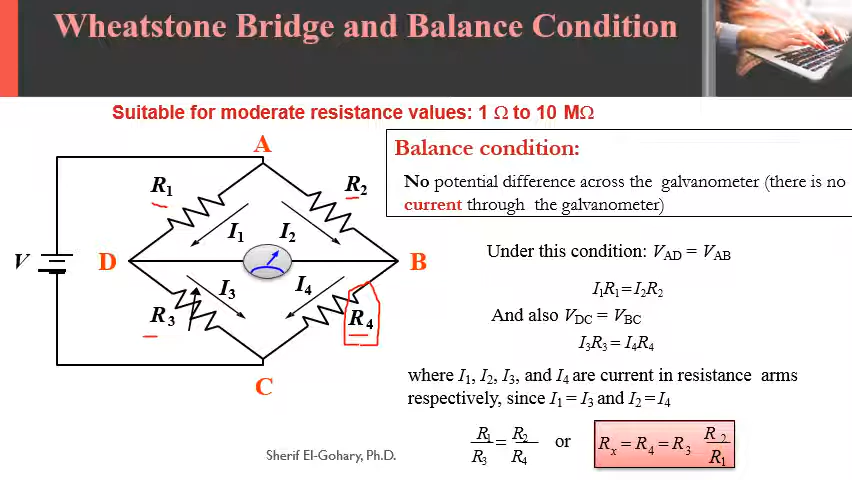 Wheatstone Bridge and Balance Condition
Suitable for moderate resistance values: 1 Ω to 10 MΩ
A
R₁
R₂
I₁
I₂
V
D
B
I₃
I₄
R₃
R₄
C
Balance condition:
No potential difference across the galvanometer (there is no
current through the galvanometer)
Under this condition: V_AD = V_AB
I₁R₁ = I₂R₂
And also V_DC = V_BC
I₃R₃ = I₄R₄
where I₁, I₂, I₃, and I₄ are current in resistance arms
respectively, since I₁ = I₃ and I₂ = I₄
R₁/R₃ = R₂/R₄ or Rₓ = R₄ = R₃ R₂/R₁
Sherif El-Gohary, Ph.D.